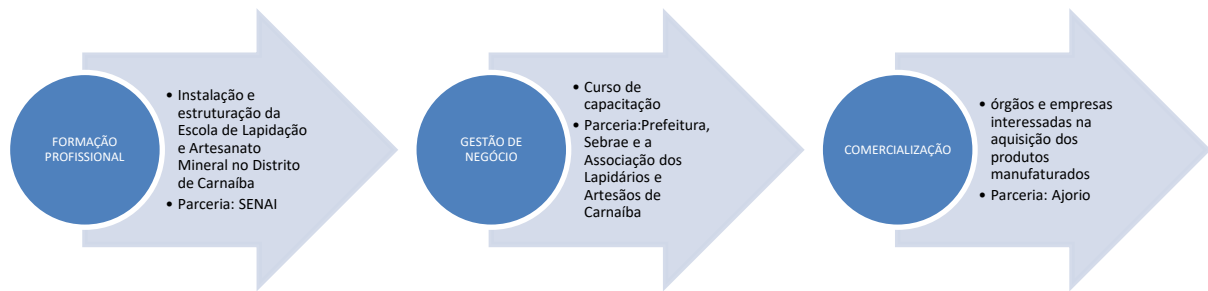 FORMAÇÃO
PROFISSIONAL
• Instalação e
estruturação da
Escola de Lapidação
e Artesanato
Mineral no Distrito
de Carnaíba
• Parceria: SENAI
GESTÃO DE
NEGÓCIO
• Curso de
capacitação
• Parceria:Prefeitura,
Sebrae e a
Associação dos
Lapidários e
Artesãos de
Carnaíba
COMERCIALIZAÇÃO
• órgãos e empresas
interessadas na
aquisição dos
produtos
manufaturados
• Parceria: Ajorio